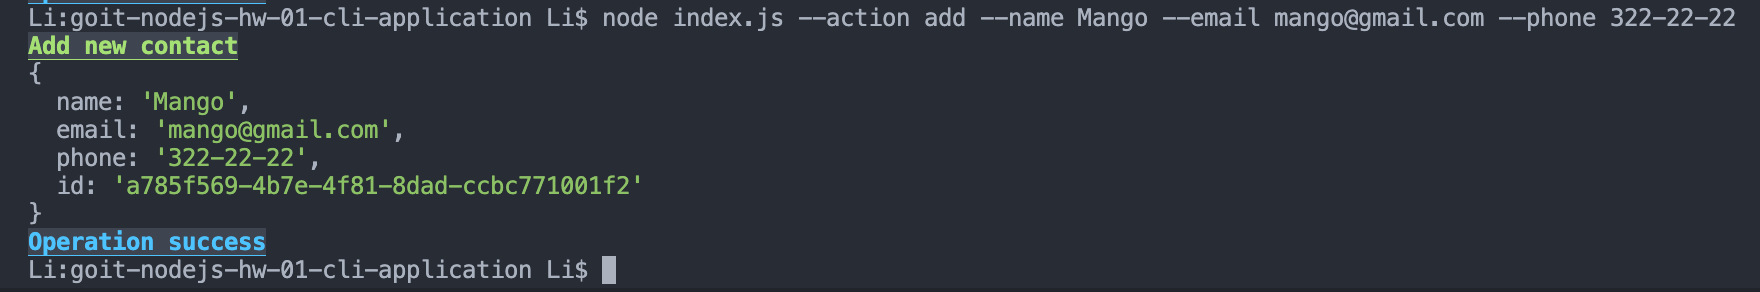 Li:goit-nodejs-hw-01-cli-application Li$ node index.js --action add --name Mango --email mango@gmail.com --phone 322-22-22
Add new contact
{
  name: 'Mango',
  email: 'mango@gmail.com',
  phone: '322-22-22',
  id: 'a785f569-4b7e-4f81-8dad-ccbc771001f2'
}
Operation success
Li:goit-nodejs-hw-01-cli-application Li$